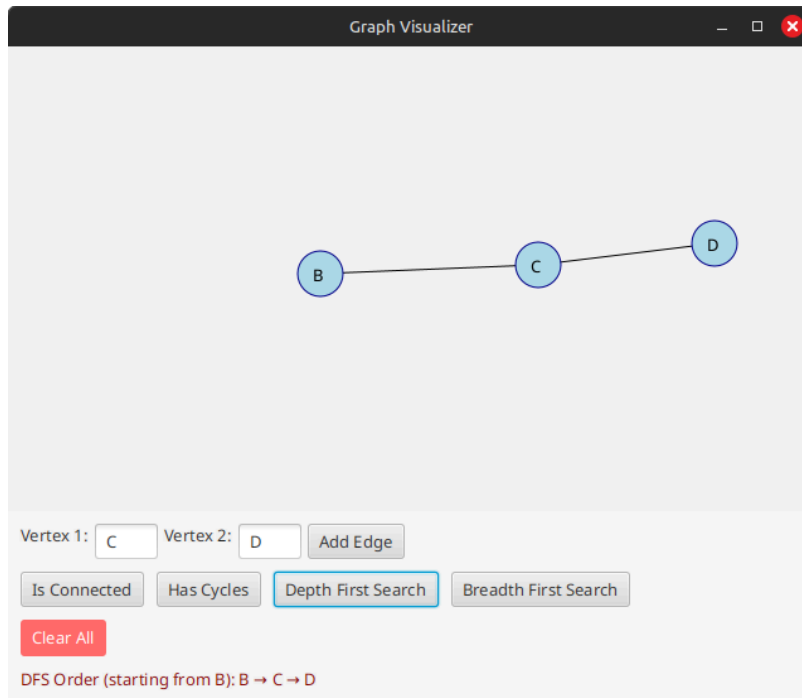 Graph Visualizer
B
C
D
Vertex 1: C Vertex 2: D Add Edge
Is Connected Has Cycles Depth First Search Breadth First Search
Clear All
DFS Order (starting from B): B → C → D